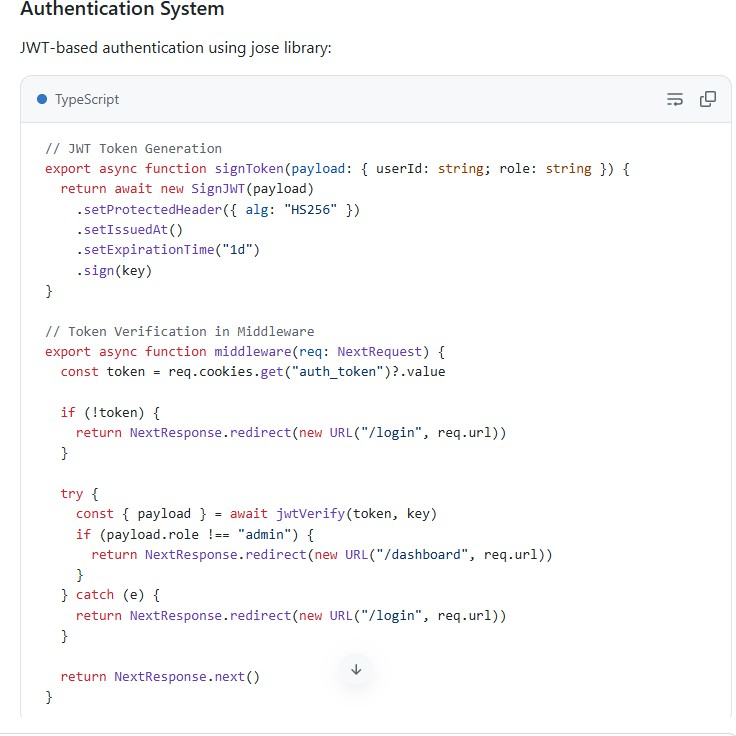 Authentication System
JWT-based authentication using jose library:
TypeScript
// JWT Token Generation
export async function signToken(payload: { userId: string; role: string }) {
  return await new SignJWT(payload)
    .setProtectedHeader({ alg: "HS256" })
    .setIssuedAt()
    .setExpirationTime("1d")
    .sign(key)
}

// Token Verification in Middleware
export async function middleware(req: NextRequest) {
  const token = req.cookies.get("auth_token")?.value

  if (!token) {
    return NextResponse.redirect(new URL("/login", req.url))
  }

  try {
    const { payload } = await jwtVerify(token, key)
    if (payload.role !== "admin") {
      return NextResponse.redirect(new URL("/dashboard", req.url))
    }
  } catch (e) {
    return NextResponse.redirect(new URL("/login", req.url))
  }

  return NextResponse.next()
}